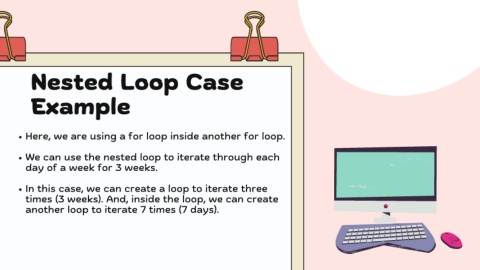 Nested Loop Case
Example
• Here, we are using a for loop inside another for loop.
• We can use the nested loop to iterate through each
day of a week for 3 weeks.
• In this case, we can create a loop to iterate three
times (3 weeks). And, inside the loop, we can create
another loop to iterate 7 times (7 days).